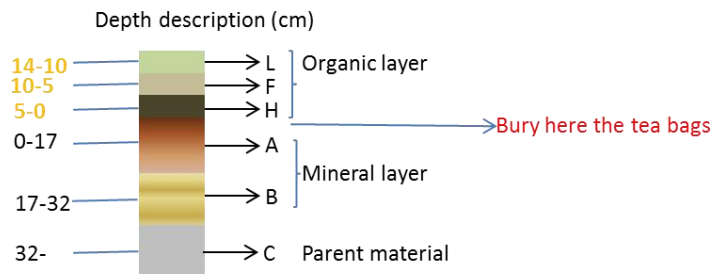 Depth description (cm)
14-10 L Organic layer
10-5 F
5-0 H
Bury here the tea bags
0-17 A
Mineral layer
17-32 B
32- C Parent material